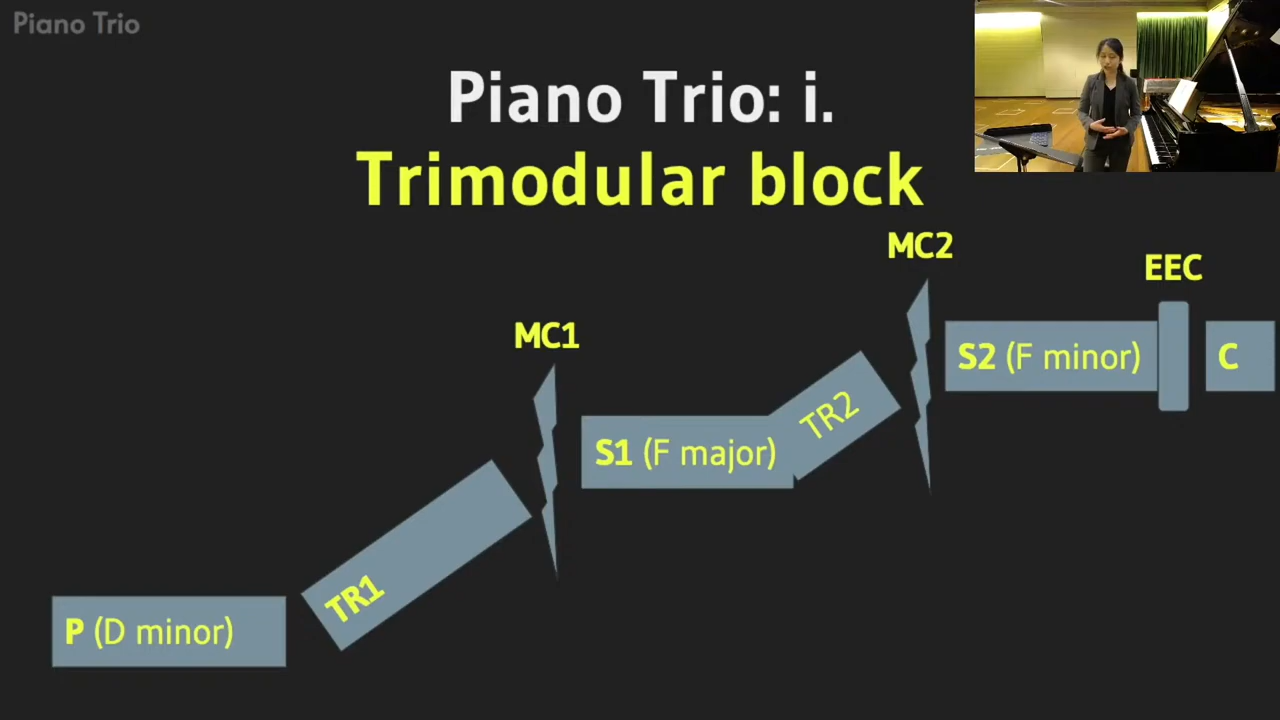 Piano Trio
Piano Trio: i.
Trimodular block
MC2
EEC
MC1
S2 (F minor)
C
TR2
S1 (F major)
TR1
P (D minor)